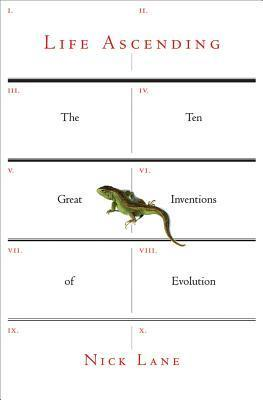 I. II.
LIFE ASCENDING
III. IV.
The Ten
V. VI.
Great Inventions
VII. VIII.
of Evolution
IX. X.
NICK LANE